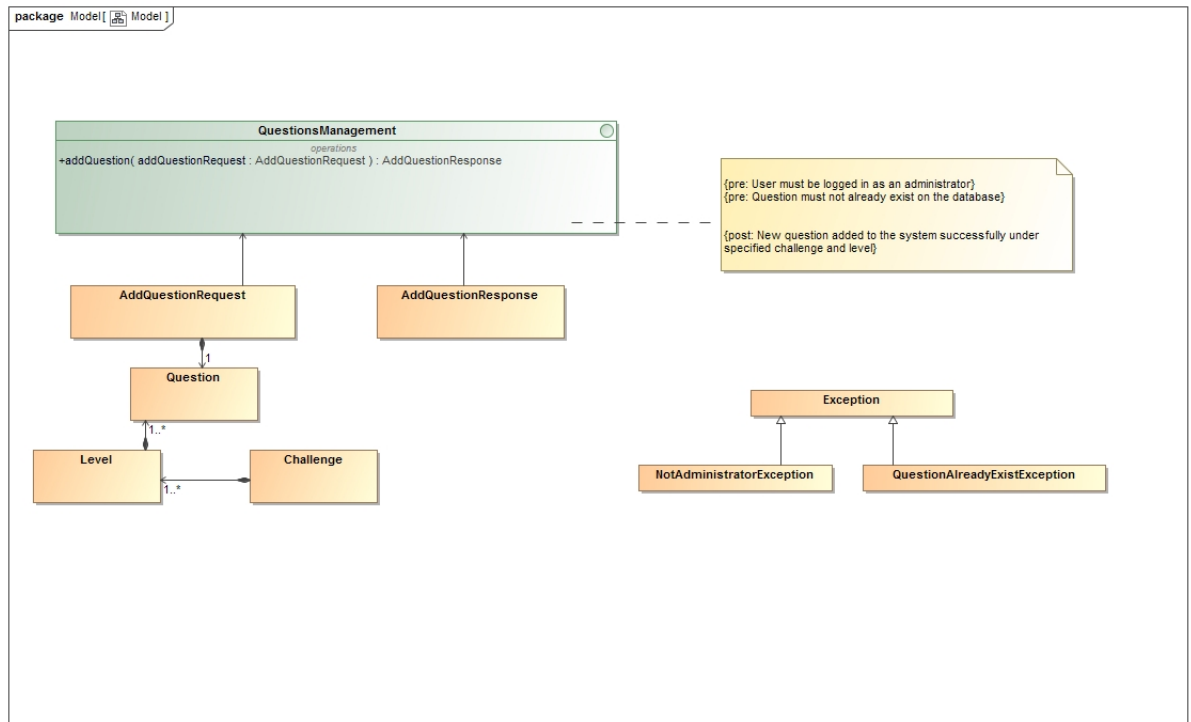 package Model[ Model ]
QuestionsManagement
operations
+addQuestion( addQuestionRequest : AddQuestionRequest ) : AddQuestionResponse
{pre: User must be logged in as an administrator}
{pre: Question must not already exist on the database}
{post: New question added to the system successfully under
specified challenge and level}
AddQuestionRequest
AddQuestionResponse
1
Question
1..*
Level
Challenge
1..*
Exception
NotAdministratorException
QuestionAlreadyExistException